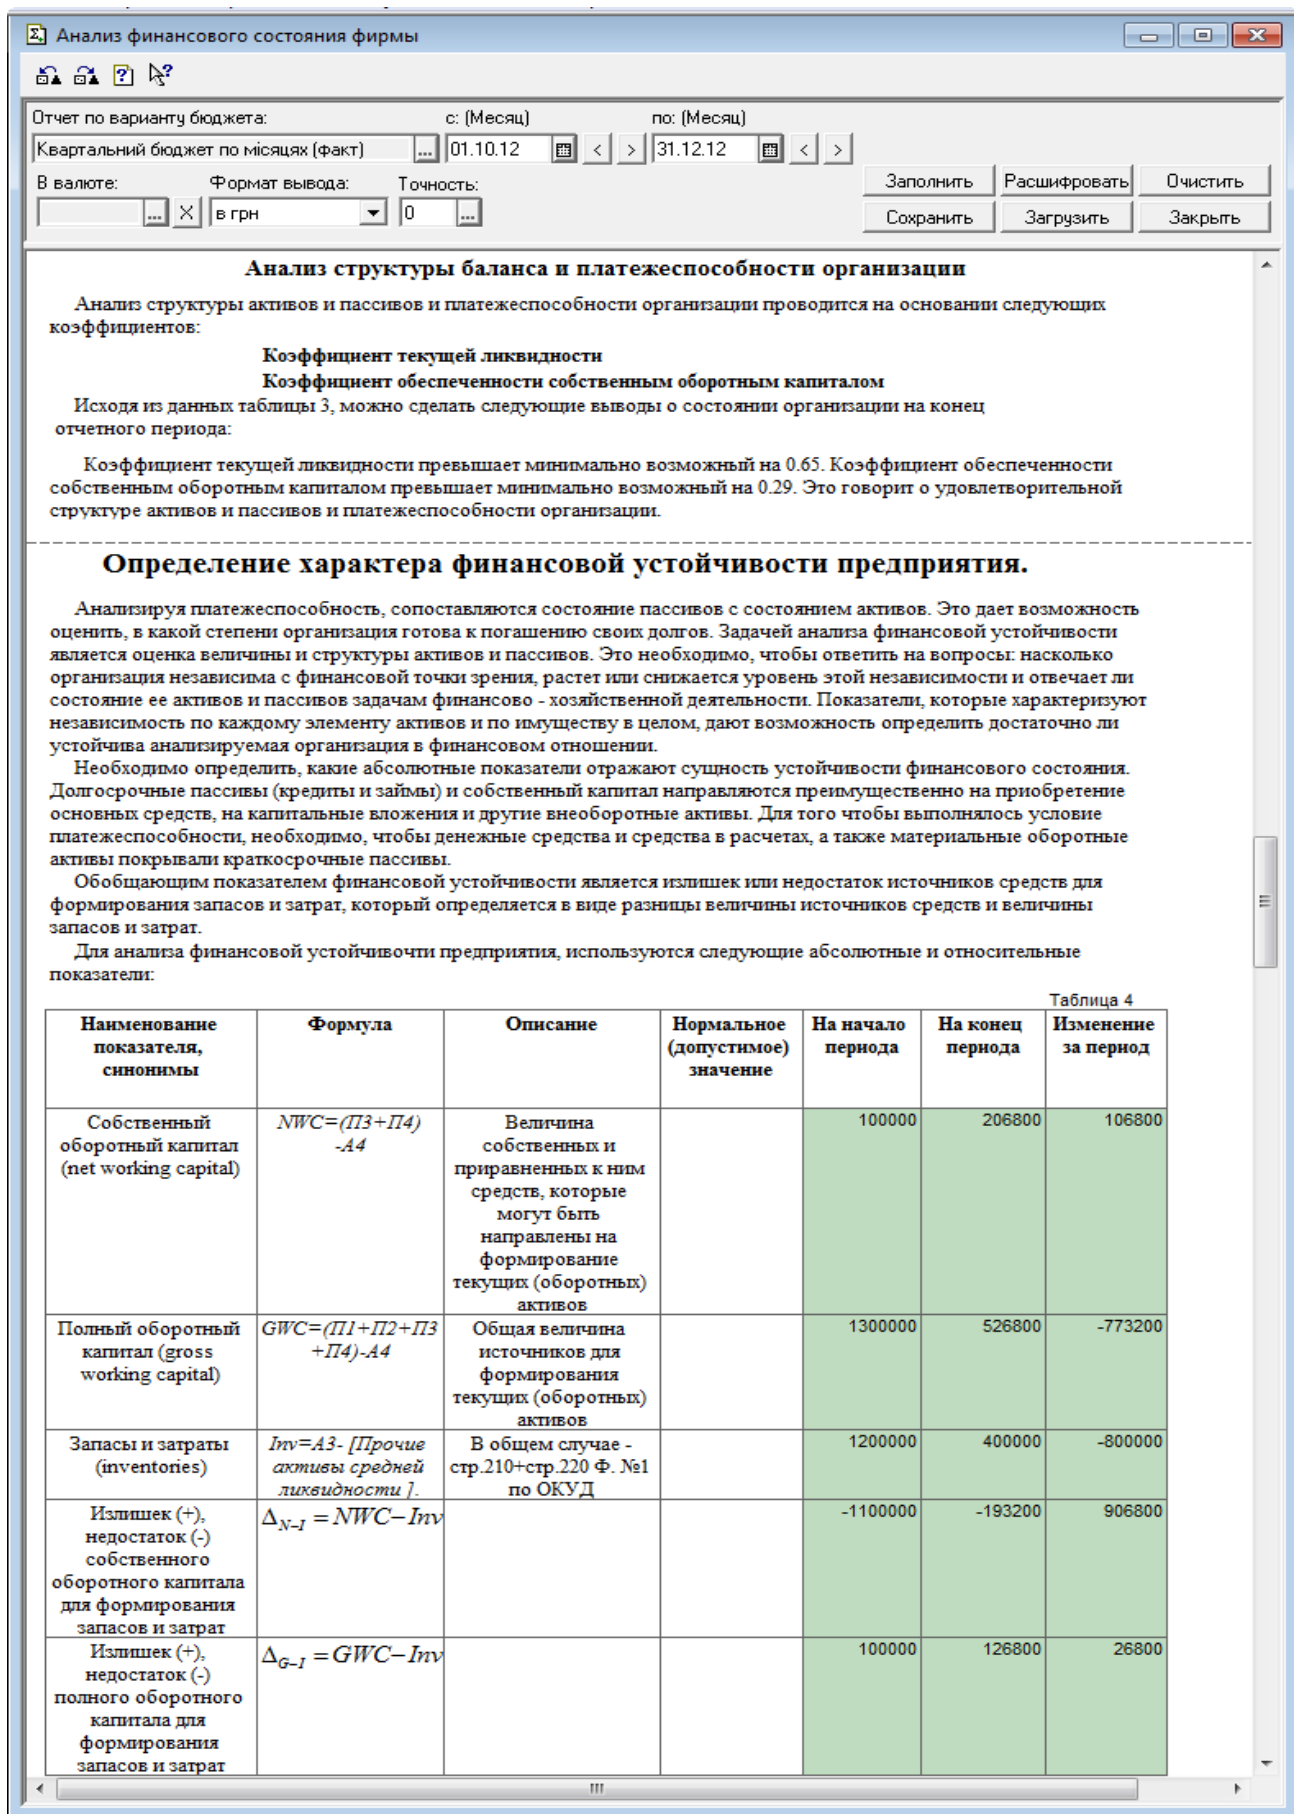 Анализ финансового состояния фирмы
Отчет по варианту бюджета:
с: (Месяц)
по: (Месяц)
Квартальний бюджет по місяцях (факт)
...
01.10.12
<
>
31.12.12
<
>
В валюте:
Формат вывода:
Точность:
...
X
в грн
0
...
Заполнить
Расшифровать
Очистить
Сохранить
Загрузить
Закрыть
Анализ структуры баланса и платежеспособности организации
Анализ структуры активов и пассивов и платежеспособности организации проводится на основании следующих
коэффициентов:
Коэффициент текущей ликвидности
Коэффициент обеспеченности собственным оборотным капиталом
Исходя из данных таблицы 3, можно сделать следующие выводы о состоянии организации на конец
отчетного периода:
Коэффициент текущей ликвидности превышает минимально возможный на 0.65. Коэффициент обеспеченности
собственным оборотным капиталом превышает минимально возможный на 0.29. Это говорит о удовлетворительной
структуре активов и пассивов и платежеспособности организации.
Определение характера финансовой устойчивости предприятия.
Анализируя платежеспособность, сопоставляются состояние пассивов с состоянием активов. Это дает возможность
оценить, в какой степени организация готова к погашению своих долгов. Задачей анализа финансовой устойчивости
является оценка величины и структуры активов и пассивов. Это необходимо, чтобы ответить на вопросы: насколько
организация независима с финансовой точки зрения, растет или снижается уровень этой независимости и отвечает ли
состояние ее активов и пассивов задачам финансово - хозяйственной деятельности. Показатели, которые характеризуют
независимость по каждому элементу активов и по имуществу в целом, дают возможность определить достаточно ли
устойчива анализируемая организация в финансовом отношении.
Необходимо определить, какие абсолютные показатели отражают сущность устойчивости финансового состояния.
Долгосрочные пассивы (кредиты и займы) и собственный капитал направляются преимущественно на приобретение
основных средств, на капитальные вложения и другие внеоборотные активы. Для того чтобы выполнялось условие
платежеспособности, необходимо, чтобы денежные средства и средства в расчетах, а также материальные оборотные
активы покрывали краткосрочные пассивы.
Обобщающим показателем финансовой устойчивости является излишек или недостаток источников средств для
формирования запасов и затрат, который определяется в виде разницы величины источников средств и величины
запасов и затрат.
Для анализа финансовой устойчивочти предприятия, используются следующие абсолютные и относительные
показатели:
Таблица 4
Наименование
показателя,
синонимы
Формула
Описание
Нормальное
(допустимое)
значение
На начало
периода
На конец
периода
Изменение
за период
Собственный
оборотный капитал
(net working capital)
NWC=(П3+П4)
-А4
Величина
собственных и
приравненных к ним
средств, которые
могут быть
направлены на
формирование
текущих (оборотных)
активов
100000
206800
106800
Полный оборотный
капитал (gross
working capital)
GWC=(П1+П2+П3
+П4)-А4
Общая величина
источников для
формирования
текущих (оборотных)
активов
1300000
526800
-773200
Запасы и затраты
(inventories)
Inv=А3- [Прочие
активы средней
ликвидности ].
В общем случае -
стр.210+стр.220 Ф. №1
по ОКУД
1200000
400000
-800000
Излишек (+),
недостаток (-)
собственного
оборотного капитала
для формирования
запасов и затрат
Δ_{N-I} = NWC-Inv
-1100000
-193200
906800
Излишек (+),
недостаток (-)
полного оборотного
капитала для
формирования
запасов и затрат
Δ_{G-I} = GWC-Inv
100000
126800
26800